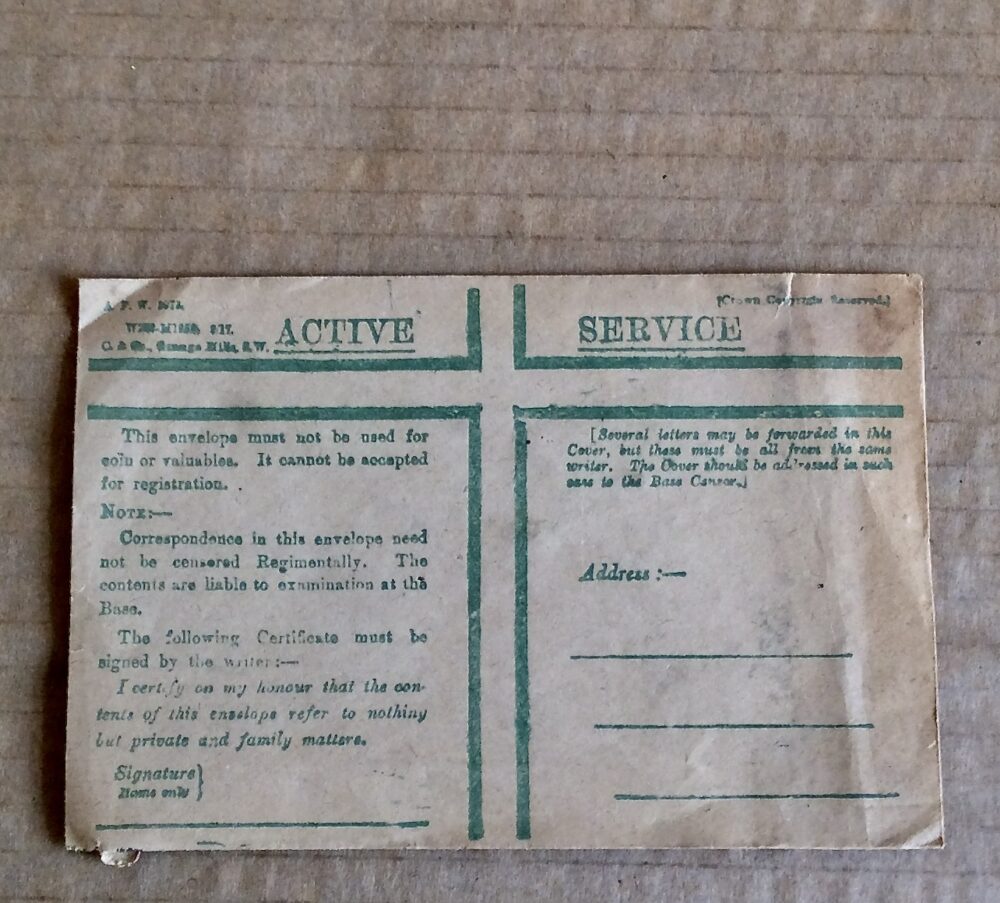 A. F. W. 3078.
8/17.
C. & Co., Grange Mills, S.W.
ACTIVE SERVICE
[Crown Copyright Reserved.]
This envelope must not be used for
coin or valuables. It cannot be accepted
for registration.
NOTE:—
Correspondence in this envelope need
not be censored Regimentally. The
contents are liable to examination at the
Base.
The following Certificate must be
signed by the writer:—
I certify on my honour that the con-
tents of this envelope refer to nothing
but private and family matters.
Signature }
Name only
[Several letters may be forwarded in this
Cover, but these must be all from the same
writer. The Cover should be addressed in such
case to the Base Censor.]
Address :—